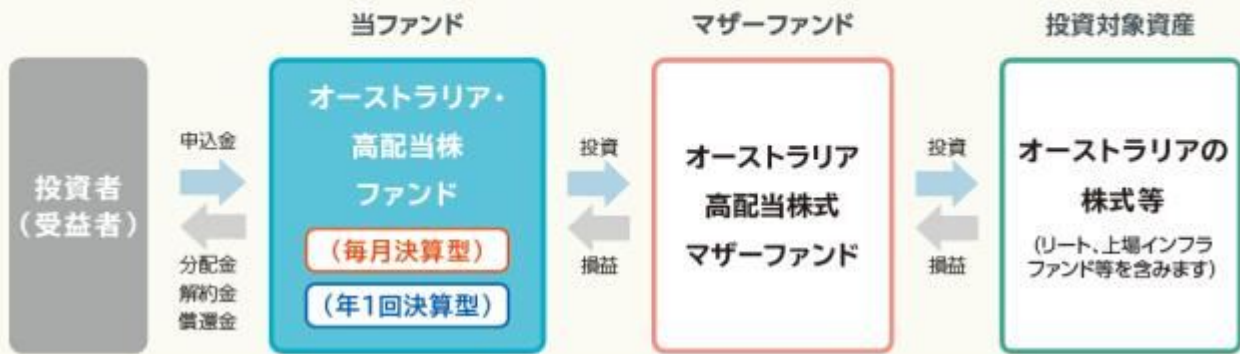 当ファンド
マザーファンド
投資対象資産
投資者
(受益者)
申込金
分配金
解約金
償還金
オーストラリア・
高配当株
ファンド
(毎月決算型)
(年1回決算型)
投資
損益
オーストラリア
高配当株式
マザーファンド
投資
損益
オーストラリアの
株式等
(リート、上場インフラ
ファンド等を含みます)